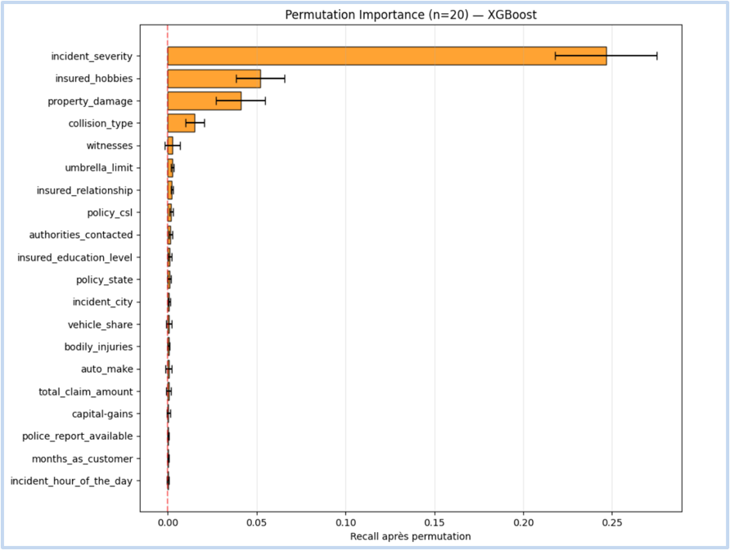 Permutation Importance (n=20) — XGBoost
incident_severity
insured_hobbies
property_damage
collision_type
witnesses
umbrella_limit
insured_relationship
policy_csl
authorities_contacted
insured_education_level
policy_state
incident_city
vehicle_share
bodily_injuries
auto_make
total_claim_amount
capital-gains
police_report_available
months_as_customer
incident_hour_of_the_day
0.00 0.05 0.10 0.15 0.20 0.25
Recall après permutation